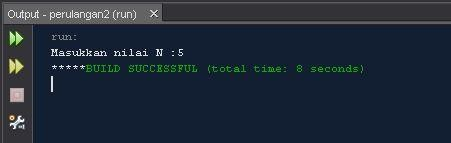 Output - perulangan2 (run) ×
run:
Masukkan nilai N :5
*****BUILD SUCCESSFUL (total time: 8 seconds)